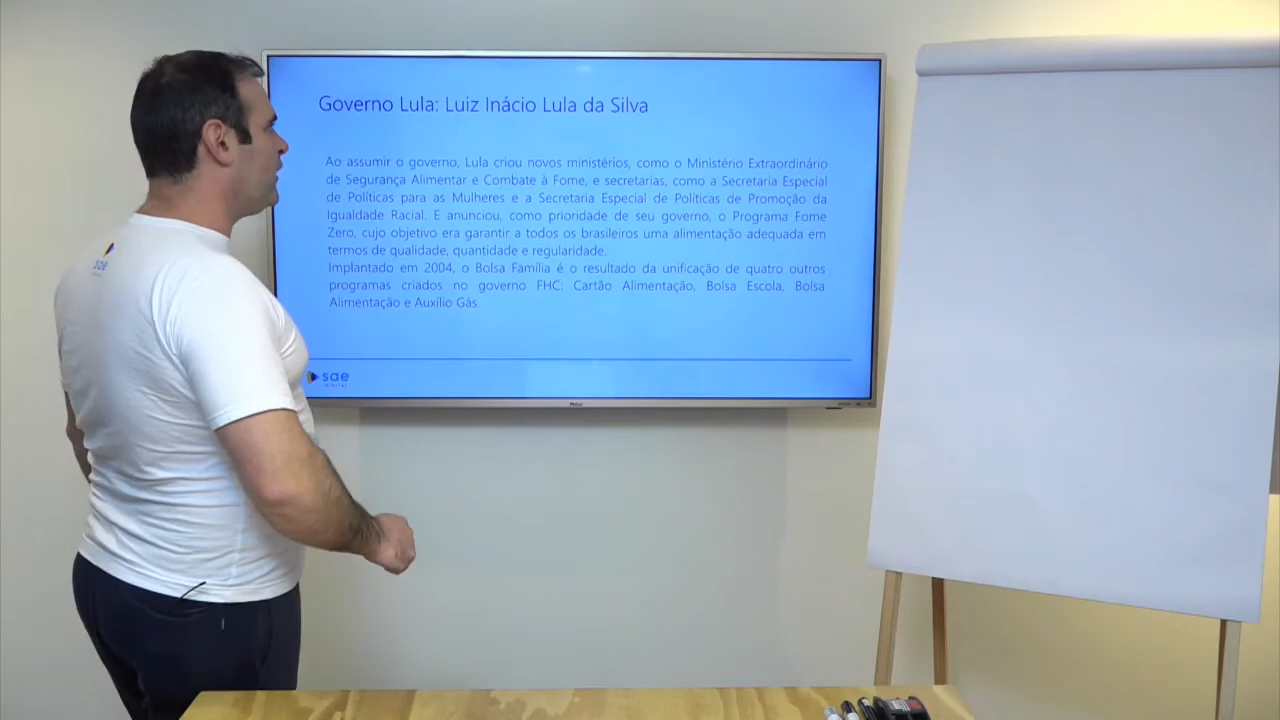 Governo Lula: Luiz Inácio Lula da Silva
Ao assumir o governo, Lula criou novos ministérios, como o Ministério Extraordinário
de Segurança Alimentar e Combate à Fome, e secretarias, como a Secretaria Especial
de Políticas para as Mulheres e a Secretaria Especial de Políticas de Promoção da
Igualdade Racial. E anunciou, como prioridade de seu governo, o Programa Fome
Zero, cujo objetivo era garantir a todos os brasileiros uma alimentação adequada em
termos de qualidade, quantidade e regularidade.
Implantado em 2004, o Bolsa Família é o resultado da unificação de quatro outros
programas criados no governo FHC: Cartão Alimentação, Bolsa Escola, Bolsa
Alimentação e Auxílio Gás.
sae
DIGITAL
Philco
sae